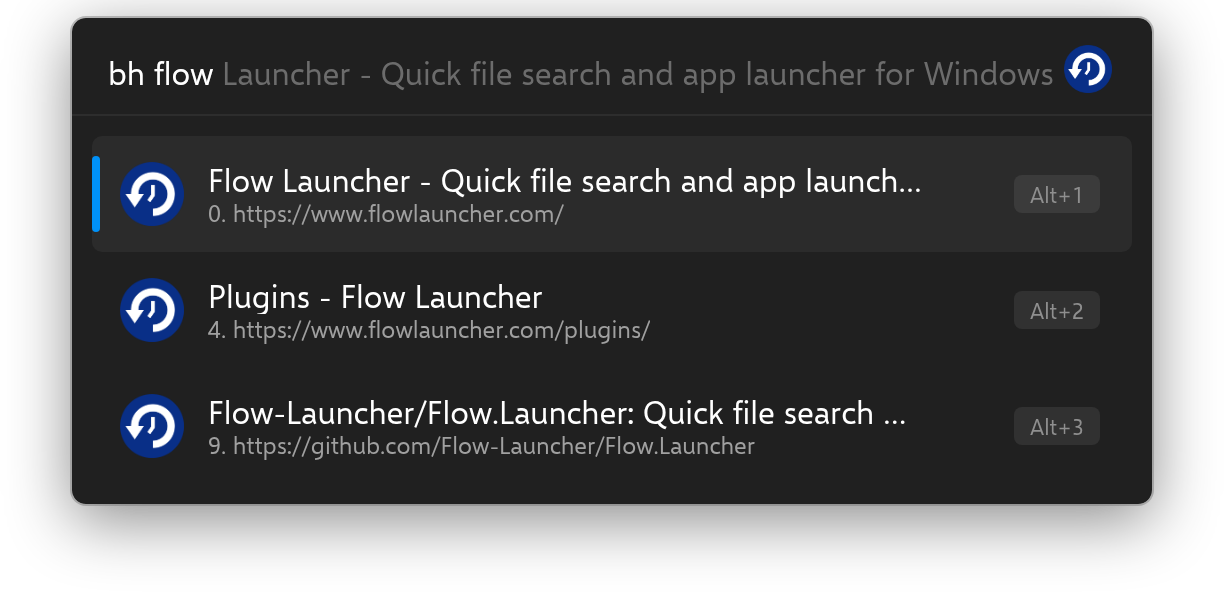 bh flow Launcher - Quick file search and app launcher for Windows
Flow Launcher - Quick file search and app launch...
0. https://www.flowlauncher.com/
Alt+1
Plugins - Flow Launcher
4. https://www.flowlauncher.com/plugins/
Alt+2
Flow-Launcher/Flow.Launcher: Quick file search ...
9. https://github.com/Flow-Launcher/Flow.Launcher
Alt+3